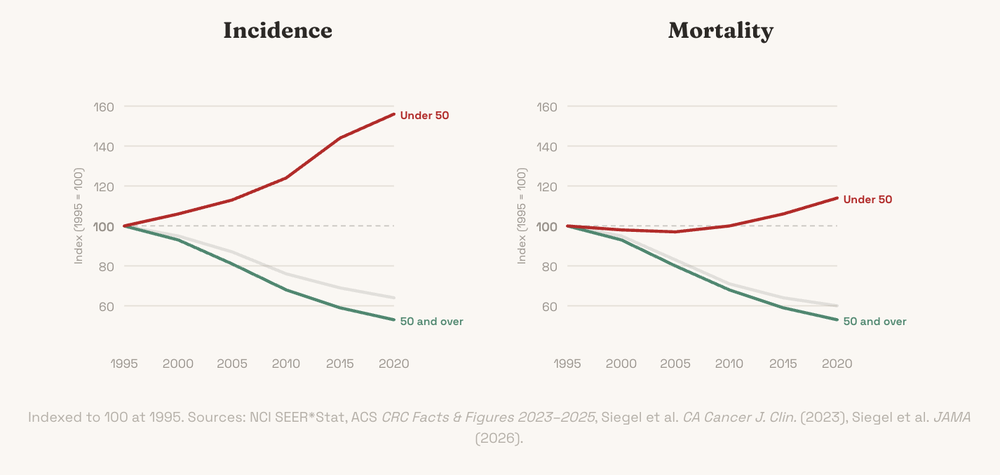 Incidence
Mortality
160
140
120
100
80
60
Index (1995 = 100)
Under 50
50 and over
1995 2000 2005 2010 2015 2020
160
140
120
100
80
60
Index (1995 = 100)
Under 50
50 and over
1995 2000 2005 2010 2015 2020
Indexed to 100 at 1995. Sources: NCI SEER*Stat, ACS CRC Facts & Figures 2023–2025, Siegel et al. CA Cancer J. Clin. (2023), Siegel et al. JAMA
(2026).